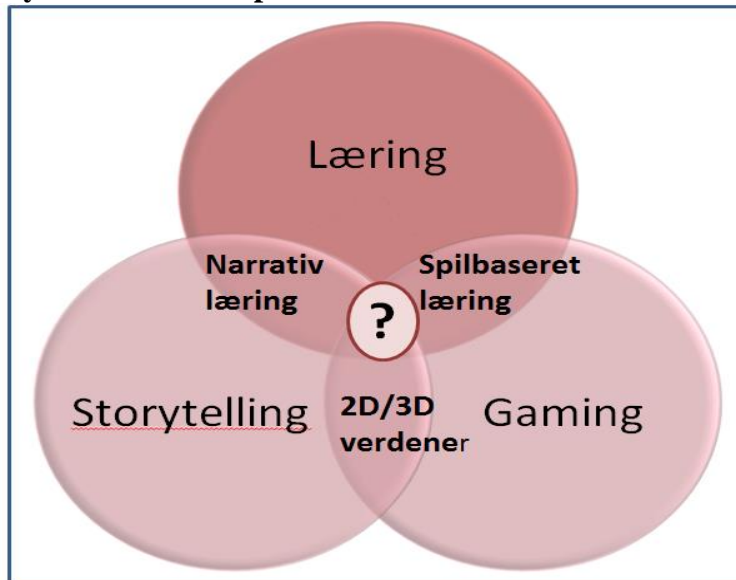 Læring
Narrativ
læring
Spilbaseret
læring
?
Storytelling
2D/3D
verdener
Gaming